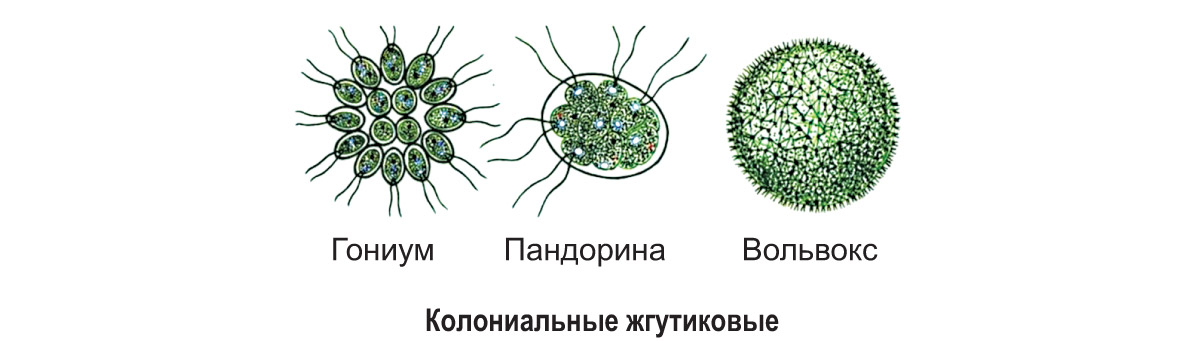 Гониум Пандорина Вольвокс
Колониальные жгутиковые